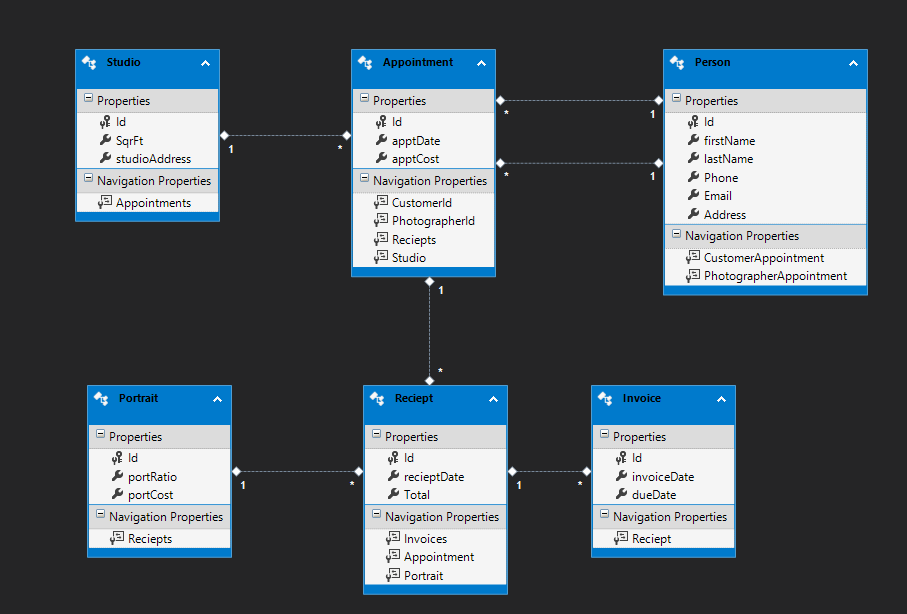 Studio
Properties
Id
SqrFt
studioAddress
Navigation Properties
Appointments
1
*
Appointment
Properties
Id
apptDate
apptCost
Navigation Properties
CustomerId
PhotographerId
Reciepts
Studio
*
1
*
1
Person
Properties
Id
firstName
lastName
Phone
Email
Address
Navigation Properties
CustomerAppointment
PhotographerAppointment
1
*
Portrait
Properties
Id
portRatio
portCost
Navigation Properties
Reciepts
1
*
Reciept
Properties
Id
recieptDate
Total
Navigation Properties
Invoices
Appointment
Portrait
1
*
Invoice
Properties
Id
invoiceDate
dueDate
Navigation Properties
Reciept